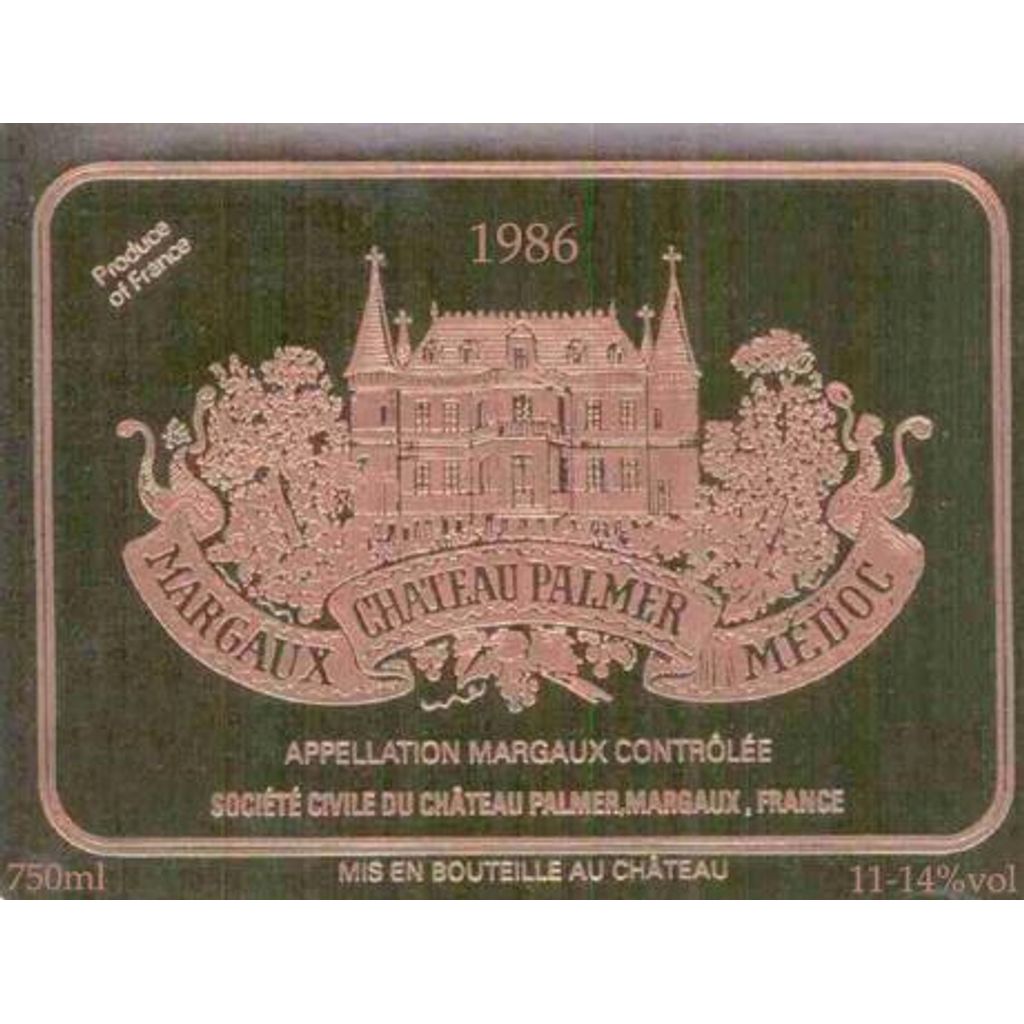 Produce
of France
1986
MARGAUX
CHATEAU PALMER
MÉDOC
APPELLATION MARGAUX CONTRÔLÉE
SOCIÉTÉ CIVILE DU CHÂTEAU PALMER, MARGAUX, FRANCE
MIS EN BOUTEILLE AU CHÂTEAU
750ml
11-14%vol